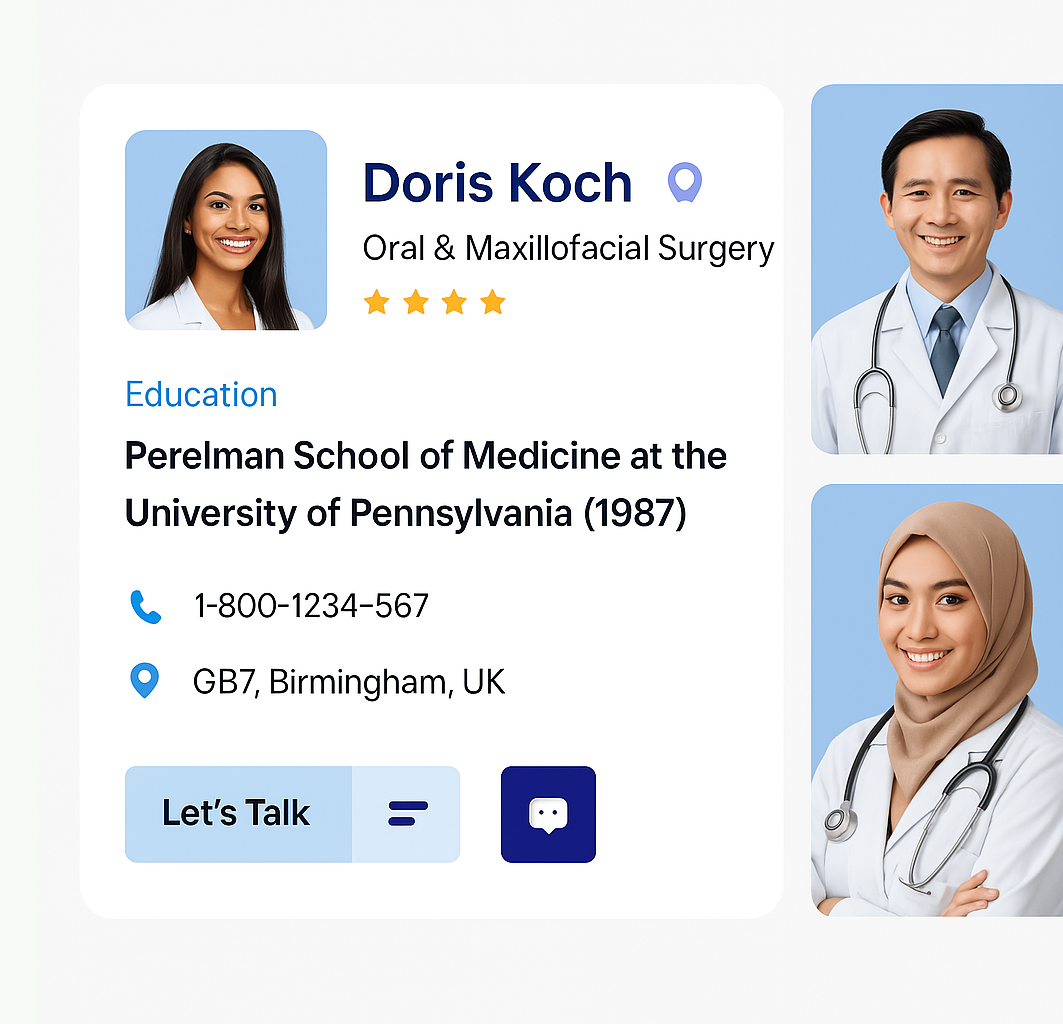 Doris Koch
Oral & Maxillofacial Surgery
Education
Perelman School of Medicine at the
University of Pennsylvania (1987)
1-800-1234-567
GB7, Birmingham, UK
Let's Talk